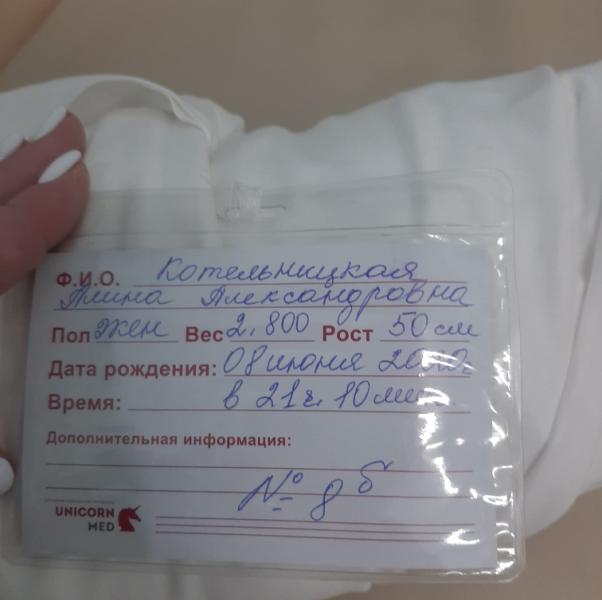 Ф.И.О. Котельницкая
Алина Александровна
Пол жен Вес 2.800 Рост 50 см
Дата рождения: 08 июня
Время: в 21 ч. 10 мин.
Дополнительная информация:
№ 8 б
UNICORN
MED